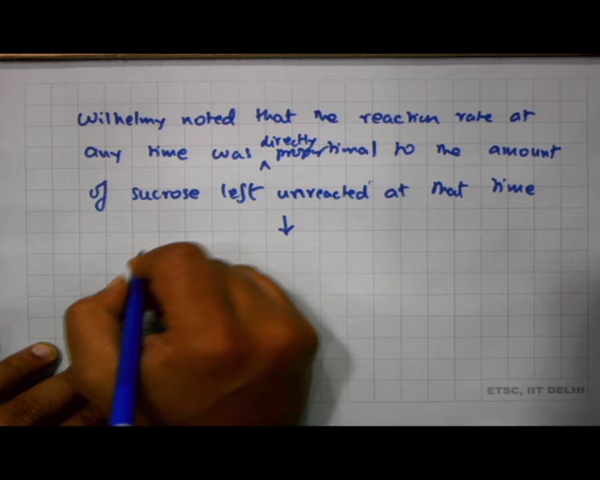 Wilhelmy noted that the reaction rate at
any time was directly proportional to the amount
of sucrose left unreacted at that time
↓
ETSC, IIT DELHI